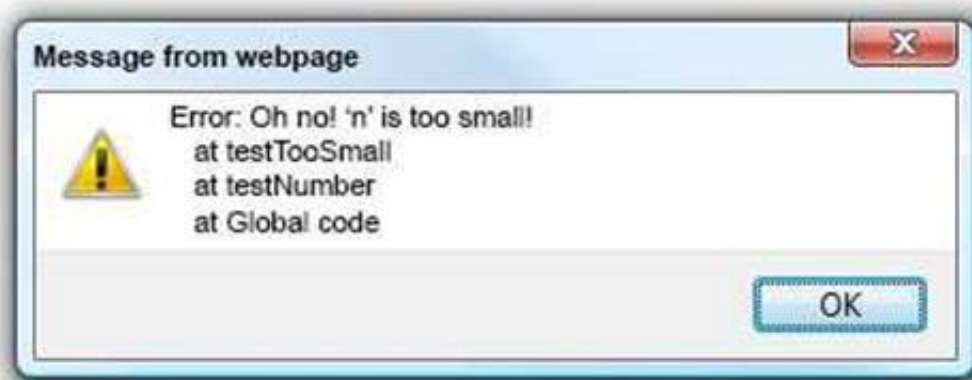 Message from webpage
Error: Oh no! ‘n’ is too small!
at testTooSmall
at testNumber
at Global code
OK